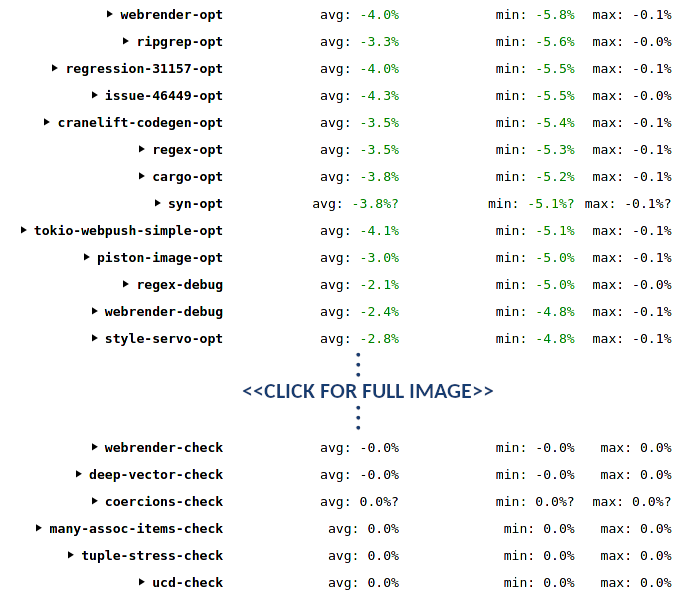 ▸ webrender-opt avg: -4.0% min: -5.8% max: -0.1%
▸ ripgrep-opt avg: -3.3% min: -5.6% max: -0.0%
▸ regression-31157-opt avg: -4.0% min: -5.5% max: -0.1%
▸ issue-46449-opt avg: -4.3% min: -5.5% max: -0.0%
▸ cranelift-codegen-opt avg: -3.5% min: -5.4% max: -0.1%
▸ regex-opt avg: -3.5% min: -5.3% max: -0.1%
▸ cargo-opt avg: -3.8% min: -5.2% max: -0.1%
▸ syn-opt avg: -3.8%? min: -5.1%? max: -0.1%?
▸ tokio-webpush-simple-opt avg: -4.1% min: -5.1% max: -0.1%
▸ piston-image-opt avg: -3.0% min: -5.0% max: -0.1%
▸ regex-debug avg: -2.1% min: -5.0% max: -0.0%
▸ webrender-debug avg: -2.4% min: -4.8% max: -0.1%
▸ style-servo-opt avg: -2.8% min: -4.8% max: -0.1%
<<CLICK FOR FULL IMAGE>>
▸ webrender-check avg: -0.0% min: -0.0% max: 0.0%
▸ deep-vector-check avg: -0.0% min: -0.0% max: 0.0%
▸ coercions-check avg: 0.0%? min: 0.0%? max: 0.0%?
▸ many-assoc-items-check avg: 0.0% min: 0.0% max: 0.0%
▸ tuple-stress-check avg: 0.0% min: 0.0% max: 0.0%
▸ ucd-check avg: 0.0% min: 0.0% max: 0.0%